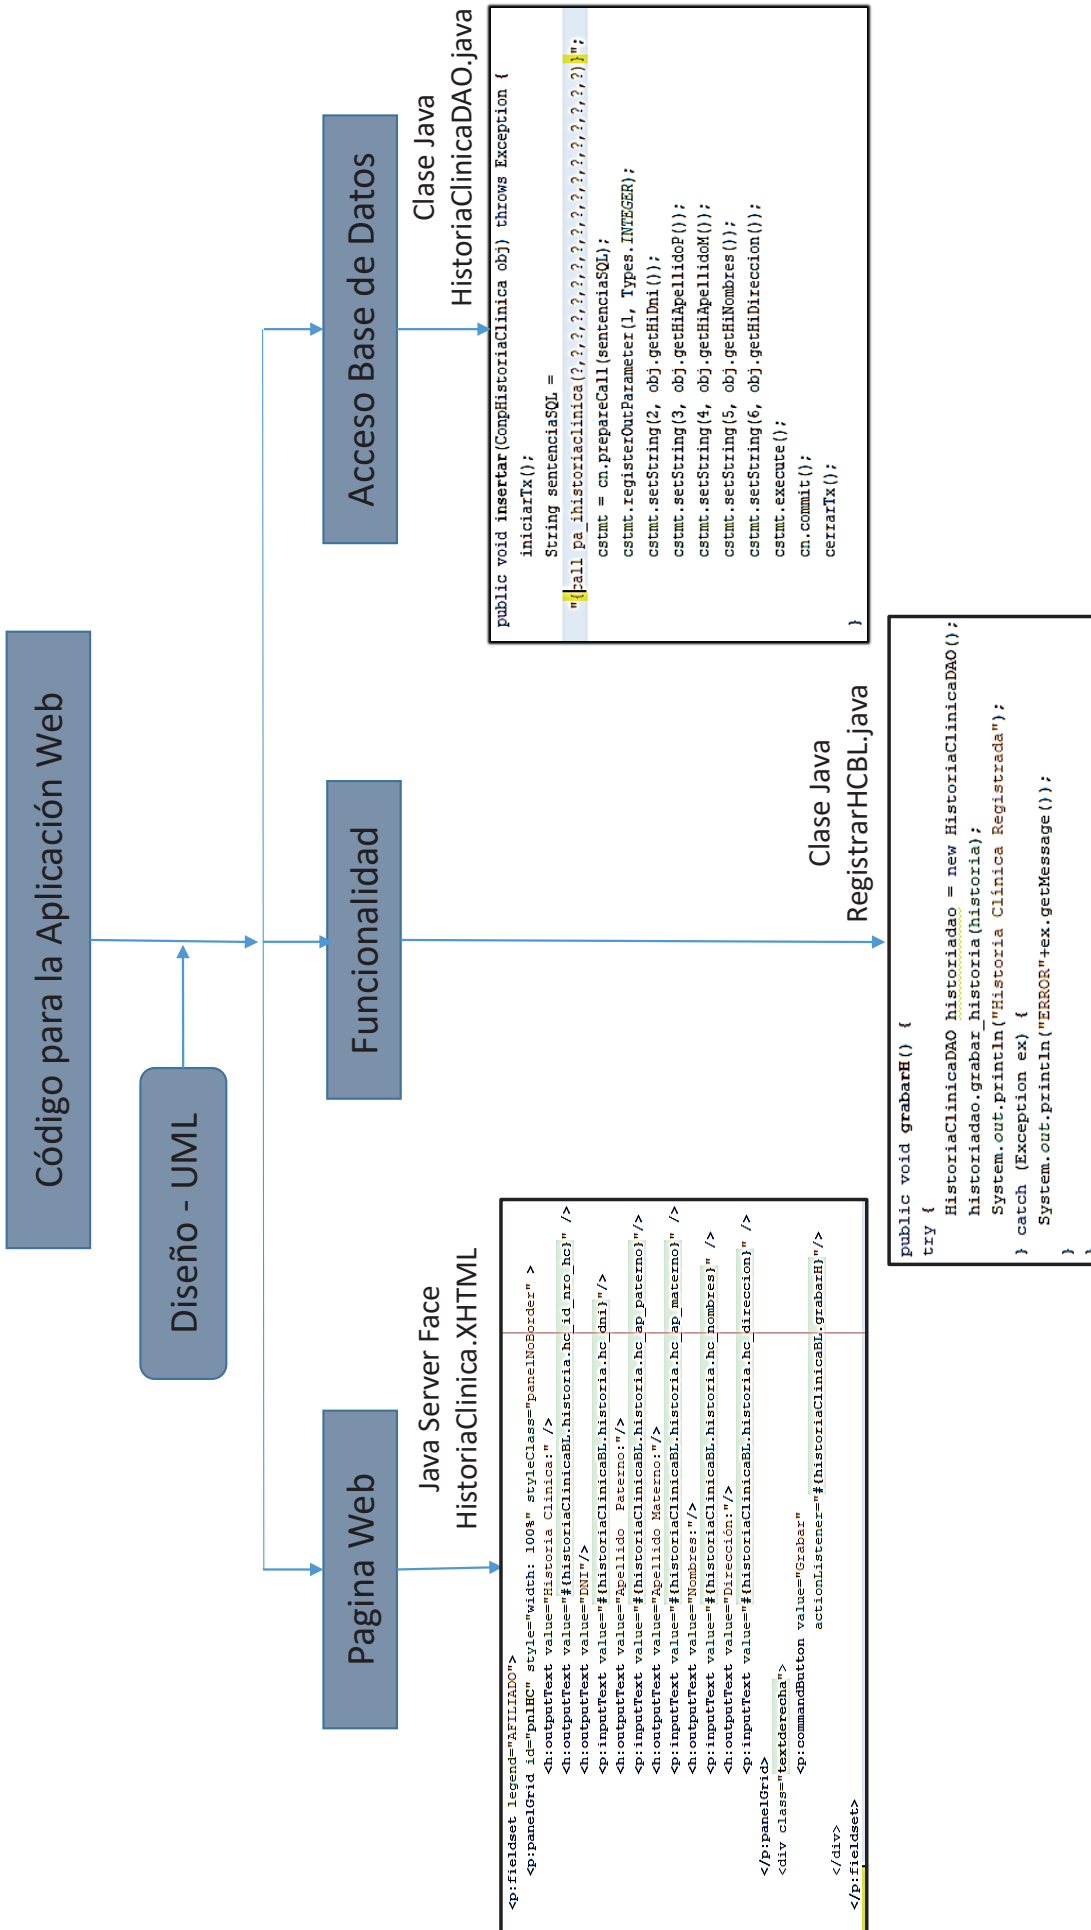 Código para la Aplicación Web
Diseño - UML
Pagina Web
Funcionalidad
Acceso Base de Datos
Java Server Face
HistoriaClinica.XHTML
<p:fieldset legend="AFILIADO">
<p:panelGrid id="pnlHC" style="width: 100%" styleClass="panelNoBorder" >
<h:outputText value="Historia Clinica:" />
<h:outputText value="#{historiaClinicaBL.historia.hc_id_nro_hc}" />
<h:outputText value="DNI"/>
<p:inputText value="#{historiaClinicaBL.historia.hc_dni}"/>
<h:outputText value="Apellido  Paterno:"/>
<p:inputText value="#{historiaClinicaBL.historia.hc_ap_paterno}"/>
<h:outputText value="Apellido Materno:"/>
<p:inputText value="#{historiaClinicaBL.historia.hc_ap_materno}" />
<h:outputText value="Nombres:"/>
<p:inputText value="#{historiaClinicaBL.historia.hc_nombres}" />
<h:outputText value="Dirección:"/>
<p:inputText value="#{historiaClinicaBL.historia.hc_direccion}" />
</p:panelGrid>
<div class="textderecha">
<p:commandButton value="Grabar"
actionListener="#{historiaClinicaBL.grabarH}"/>
</div>
</p:fieldset>
Clase Java
RegistrarHCBL.java
public void grabarH() {
try {
HistoriaClinicaDAO historiadao = new HistoriaClinicaDAO();
historiadao.grabar_historia(historia);
System.out.println("Historia Clínica Registrada");
} catch (Exception ex) {
System.out.println("ERROR"+ex.getMessage());
}
}
Clase Java
HistoriaClinicaDAO.java
public void insertar(ConpHistoriaClinica obj) throws Exception {
iniciarTx();
String sentenciaSQL =
"{call pa_ihistoriaclinica(?,?,?,?,?,?,?,?,?,?,?,?,?,?,?,?,?,?,?)}";
cstmt = cn.prepareCall(sentenciaSQL);
cstmt.registerOutParameter(1, Types.INTEGER);
cstmt.setString(2, obj.getHiDni());
cstmt.setString(3, obj.getHiApellidoP());
cstmt.setString(4, obj.getHiApellidoM());
cstmt.setString(5, obj.getHiNombres());
cstmt.setString(6, obj.getHiDireccion());
cstmt.execute();
cn.commit();
cerrarTx();
}